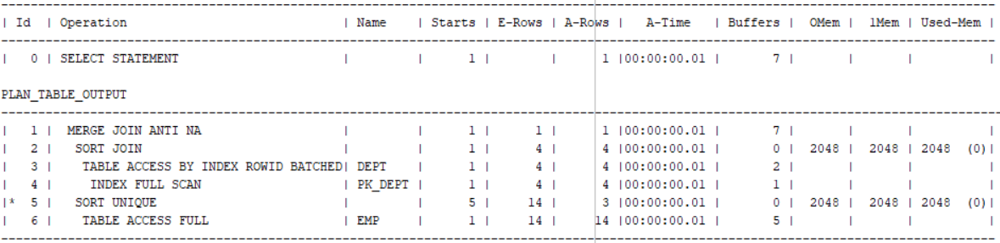 ---------------------------------------------------------------------------------------------------------------------------------------------
| Id  | Operation                             | Name    | Starts | E-Rows | A-Rows |   A-Time   | Buffers |  OMem |  1Mem | Used-Mem |
---------------------------------------------------------------------------------------------------------------------------------------------
|   0 | SELECT STATEMENT                      |         |      1 |        |      1 |00:00:00.01 |       7 |       |       |          |
PLAN_TABLE_OUTPUT
---------------------------------------------------------------------------------------------------------------------------------------------
|   1 |  MERGE JOIN ANTI NA                   |         |      1 |      1 |      1 |00:00:00.01 |       7 |       |       |          |
|   2 |   SORT JOIN                           |         |      1 |      4 |      4 |00:00:00.01 |       0 |  2048 |  2048 | 2048  (0)|
|   3 |    TABLE ACCESS BY INDEX ROWID BATCHED| DEPT    |      1 |      4 |      4 |00:00:00.01 |       2 |       |       |          |
|   4 |     INDEX FULL SCAN                   | PK_DEPT |      1 |      4 |      4 |00:00:00.01 |       1 |       |       |          |
|*  5 |   SORT UNIQUE                         |         |      5 |     14 |      3 |00:00:00.01 |       0 |  2048 |  2048 | 2048  (0)|
|   6 |    TABLE ACCESS FULL                  | EMP     |      1 |     14 |     14 |00:00:00.01 |       5 |       |       |          |
---------------------------------------------------------------------------------------------------------------------------------------------